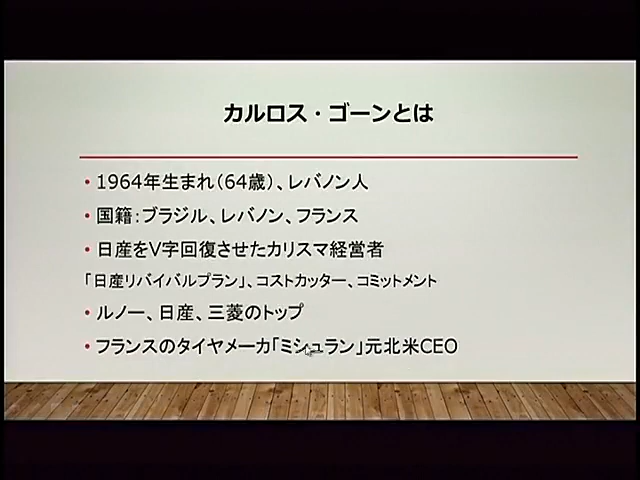 カルロス・ゴーンとは
・1964年生まれ（64歳）、レバノン人
・国籍：ブラジル、レバノン、フランス
・日産をV字回復させたカリスマ経営者
「日産リバイバルプラン」、コストカッター、コミットメント
・ルノー、日産、三菱のトップ
・フランスのタイヤメーカ「ミシュラン」元北米CEO